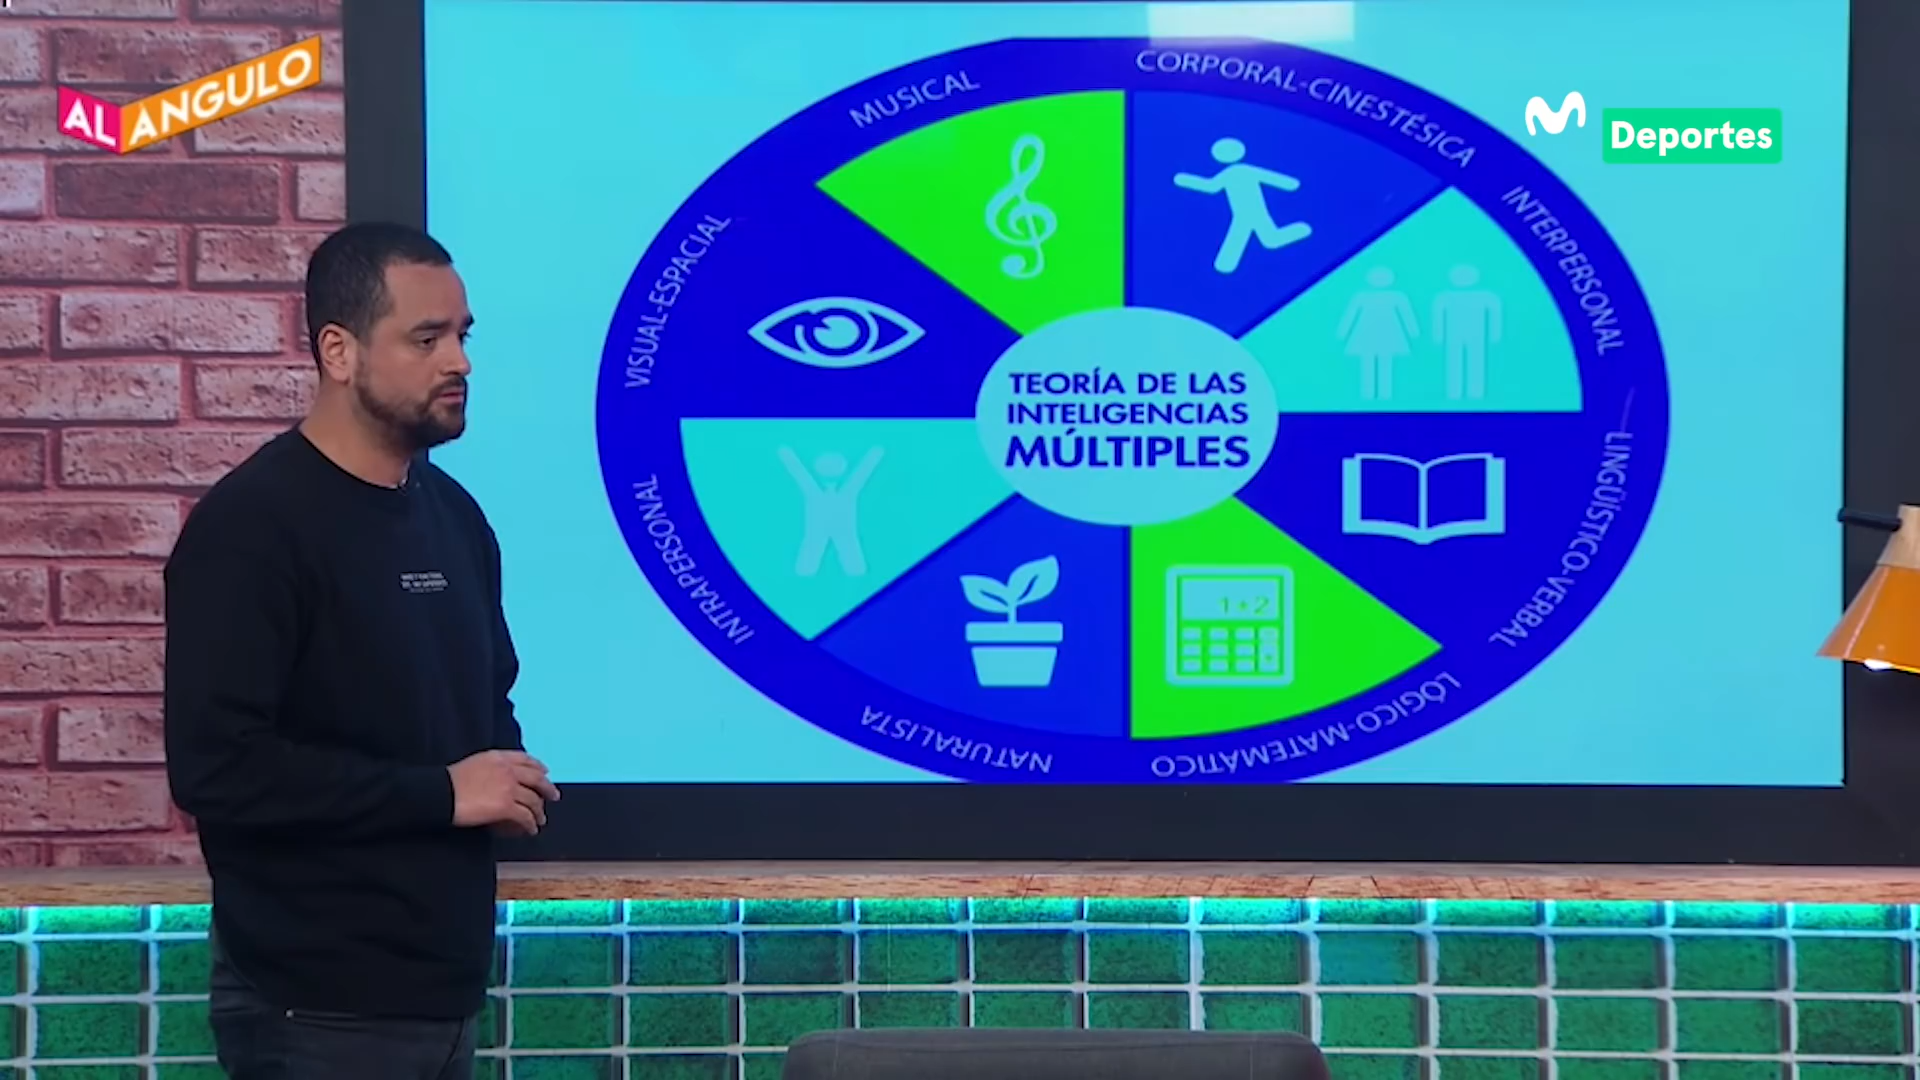 AL ÁNGULO
Deportes
MUSICAL
CORPORAL-CINESTÉSICA
INTERPERSONAL
LINGÜÍSTICO-VERBAL
LÓGICO-MATEMÁTICO
NATURALISTA
INTRAPERSONAL
VISUAL-ESPACIAL
TEORÍA DE LAS
INTELIGENCIAS
MÚLTIPLES
1+2